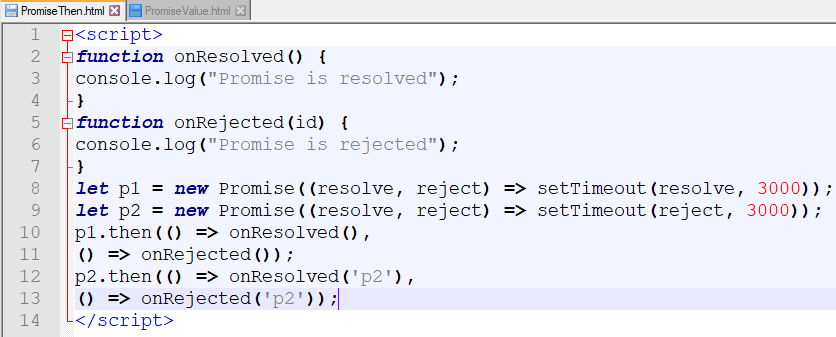 PromiseThen.html PromiseValue.html
1 <script>
2 function onResolved() {
3 console.log("Promise is resolved");
4 }
5 function onRejected(id) {
6 console.log("Promise is rejected");
7 }
8 let p1 = new Promise((resolve, reject) => setTimeout(resolve, 3000));
9 let p2 = new Promise((resolve, reject) => setTimeout(reject, 3000));
10 p1.then(() => onResolved(),
11 () => onRejected());
12 p2.then(() => onResolved('p2'),
13 () => onRejected('p2'));
14 </script>